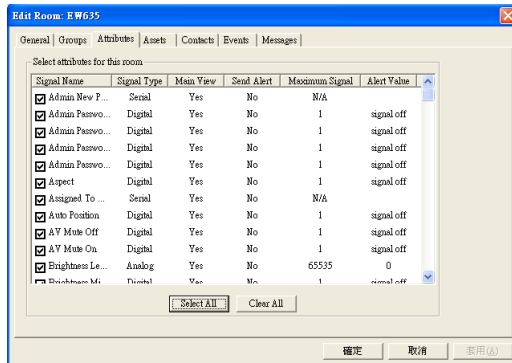 Edit Room: EW635
General Groups Attributes Assets Contacts Events Messages
Select attributes for this room
Signal Name Signal Type Main View Send Alert Maximum Signal Alert Value
Admin New P... Serial Yes No N/A
Admin Passwo... Digital Yes No 1 signal off
Admin Passwo... Digital Yes No 1 signal off
Admin Passwo... Digital Yes No 1 signal off
Aspect Digital Yes No 1 signal off
Assigned To ... Serial Yes No N/A
Auto Position Digital Yes No 1 signal off
AV Mute Off Digital Yes No 1 signal off
AV Mute On Digital Yes No 1 signal off
Brightness Le... Analog Yes No 65535 0
Brightness Mi... Digital Yes No 1 signal off
Select All Clear All
確定 取消 套用(A)